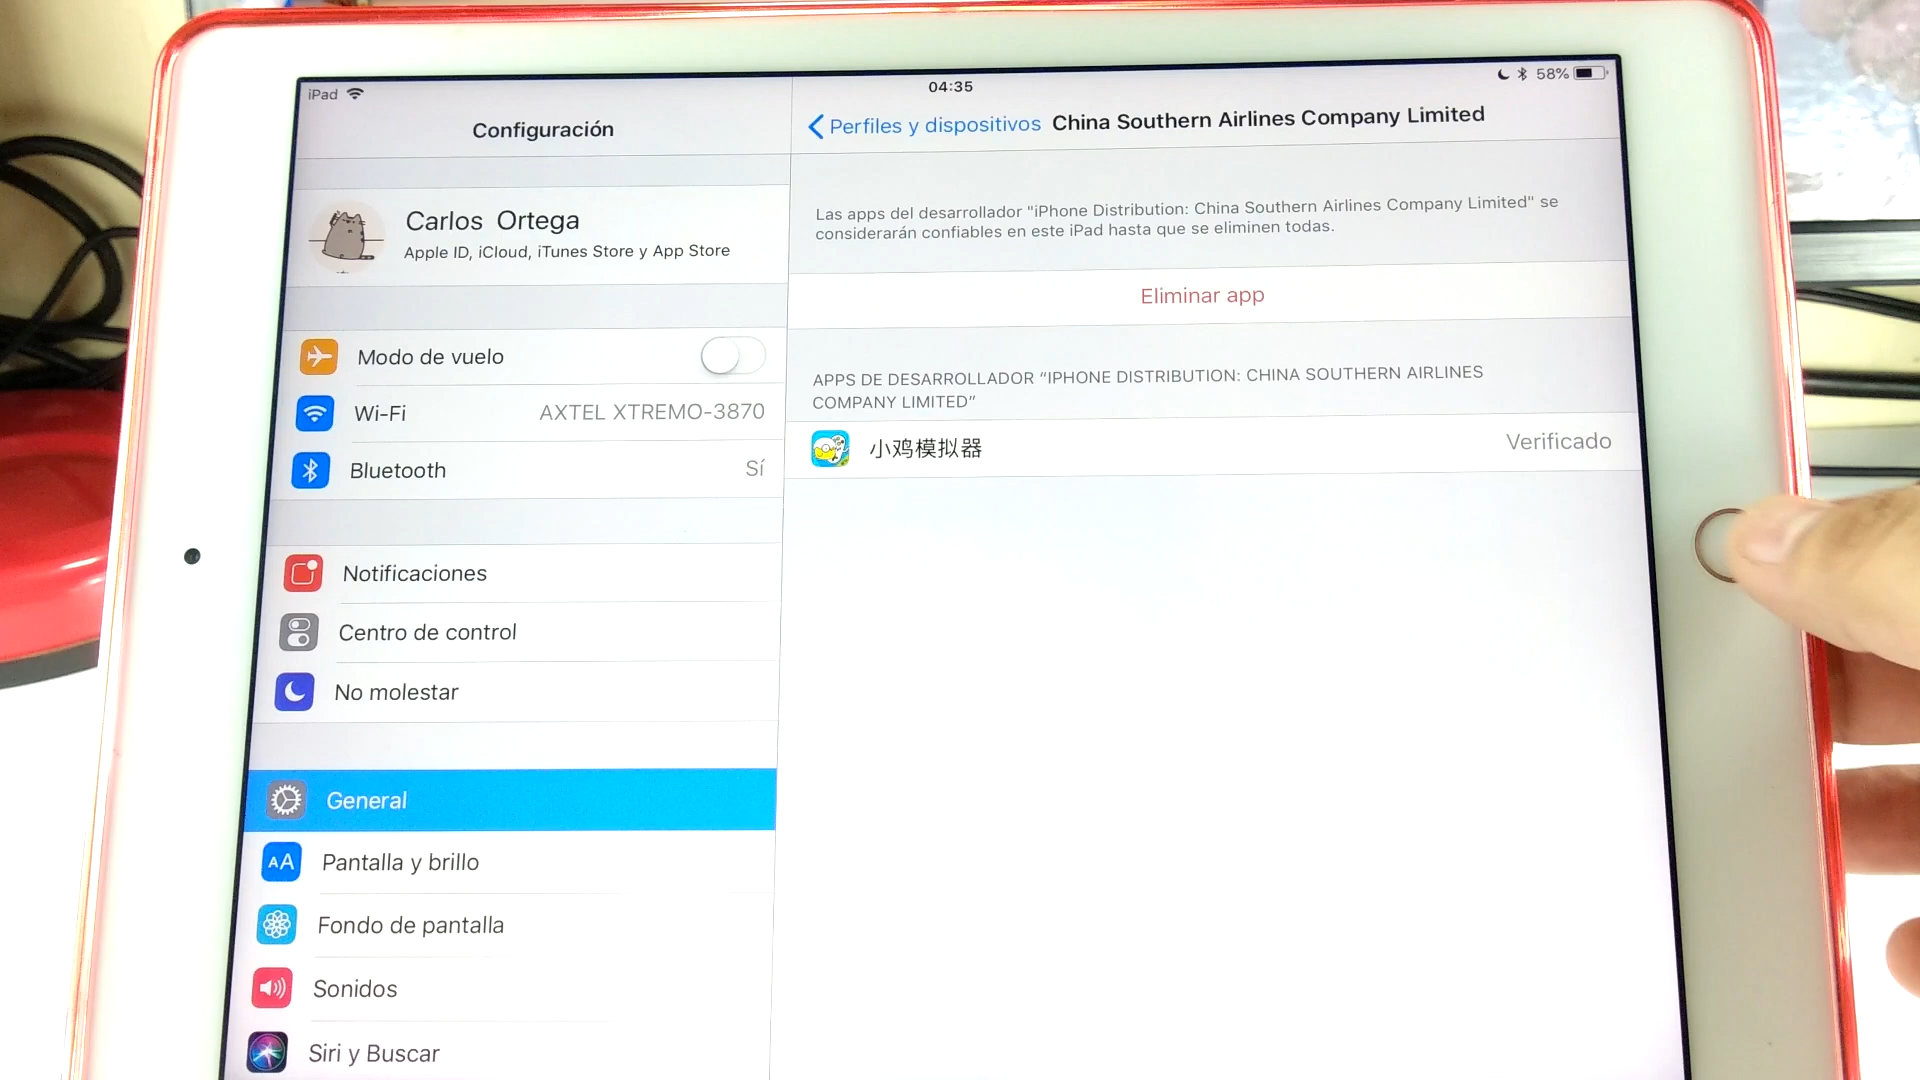 iPad
04:35
58%
Configuración
Perfiles y dispositivos
China Southern Airlines Company Limited
Carlos Ortega
Apple ID, iCloud, iTunes Store y App Store
Modo de vuelo
Wi-Fi
AXTEL XTREMO-3870
Bluetooth
Sí
Notificaciones
Centro de control
No molestar
General
AA
Pantalla y brillo
Fondo de pantalla
Sonidos
Siri y Buscar
Las apps del desarrollador "iPhone Distribution: China Southern Airlines Company Limited" se
considerarán confiables en este iPad hasta que se eliminen todas.
Eliminar app
APPS DE DESARROLLADOR “IPHONE DISTRIBUTION: CHINA SOUTHERN AIRLINES
COMPANY LIMITED”
小鸡模拟器
Verificado